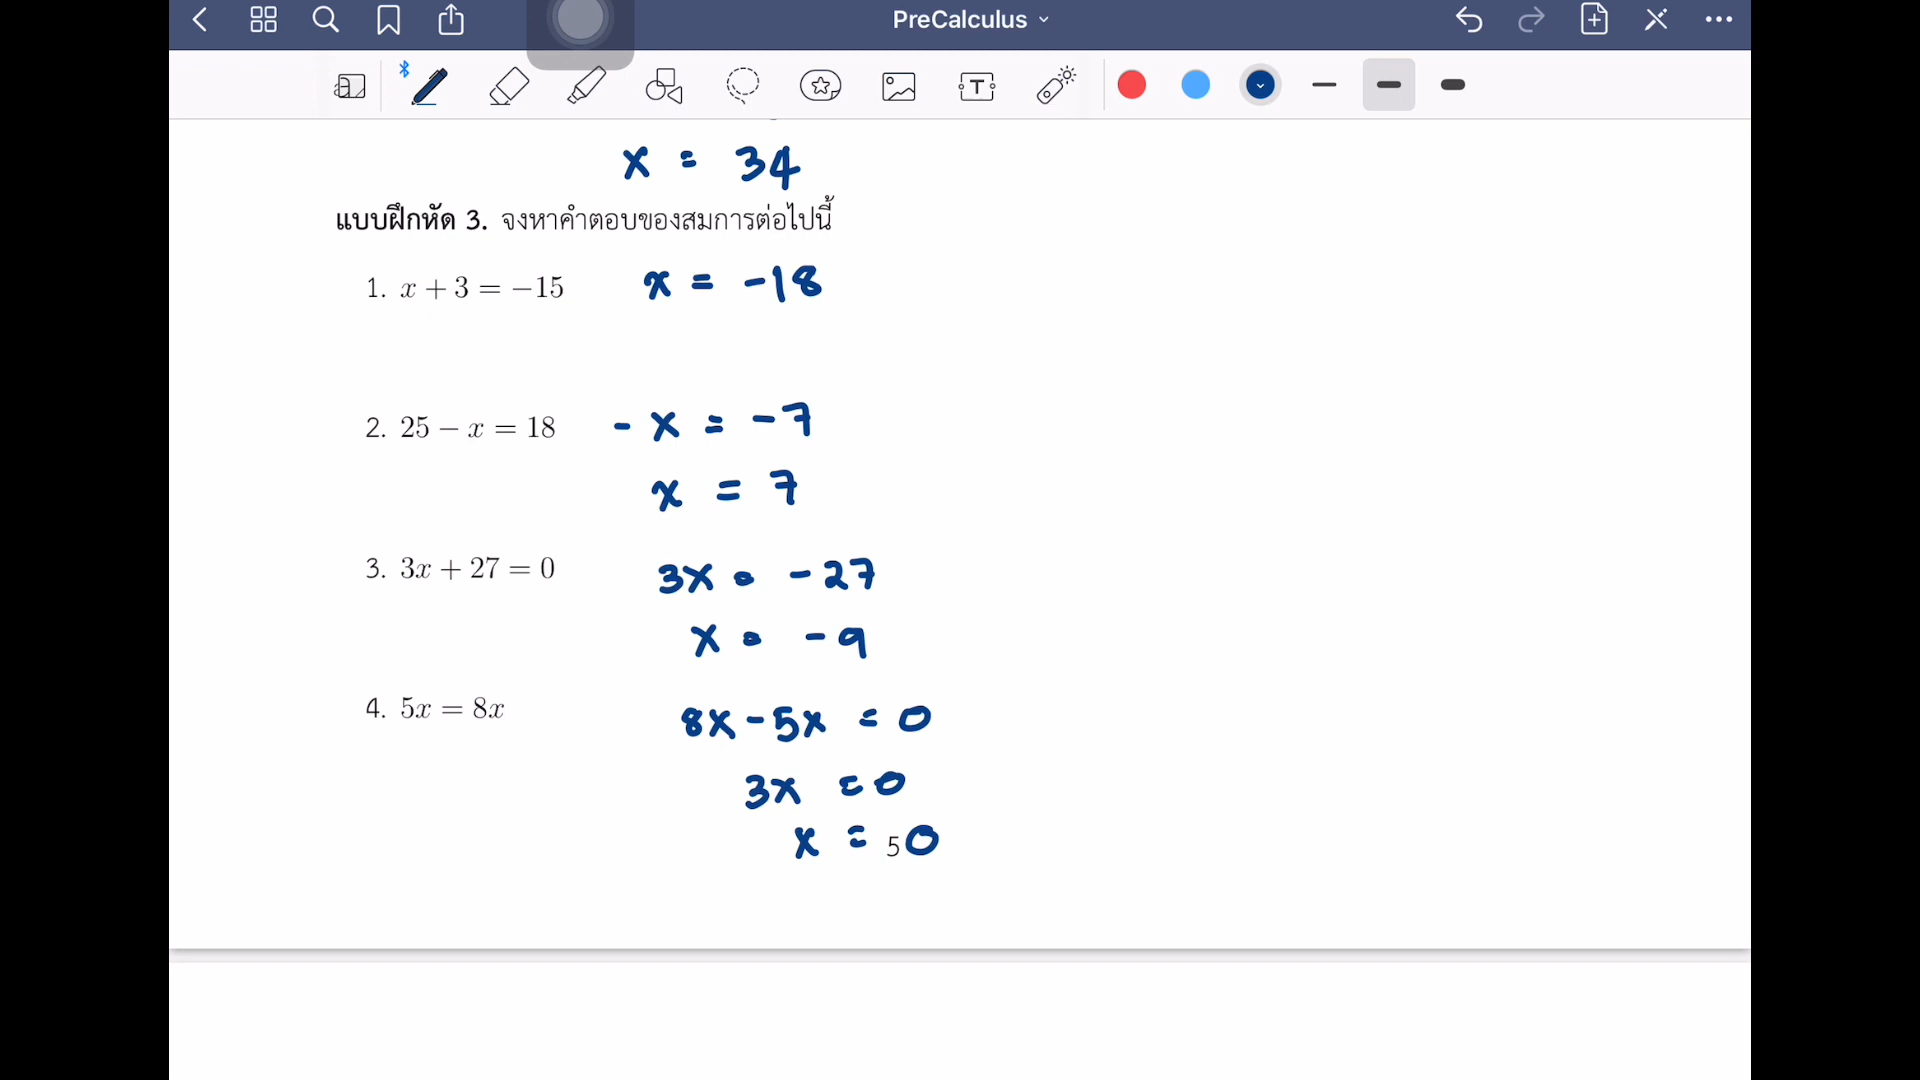 PreCalculus
x = 34
แบบฝึกหัด 3. จงหาคำตอบของสมการต่อไปนี้
1. x + 3 = −15 x = -18
2. 25 − x = 18 - x = -7
x = 7
3. 3x + 27 = 0 3x = -27
x = -9
4. 5x = 8x 8x - 5x = 0
3x = 0
x = 0
5